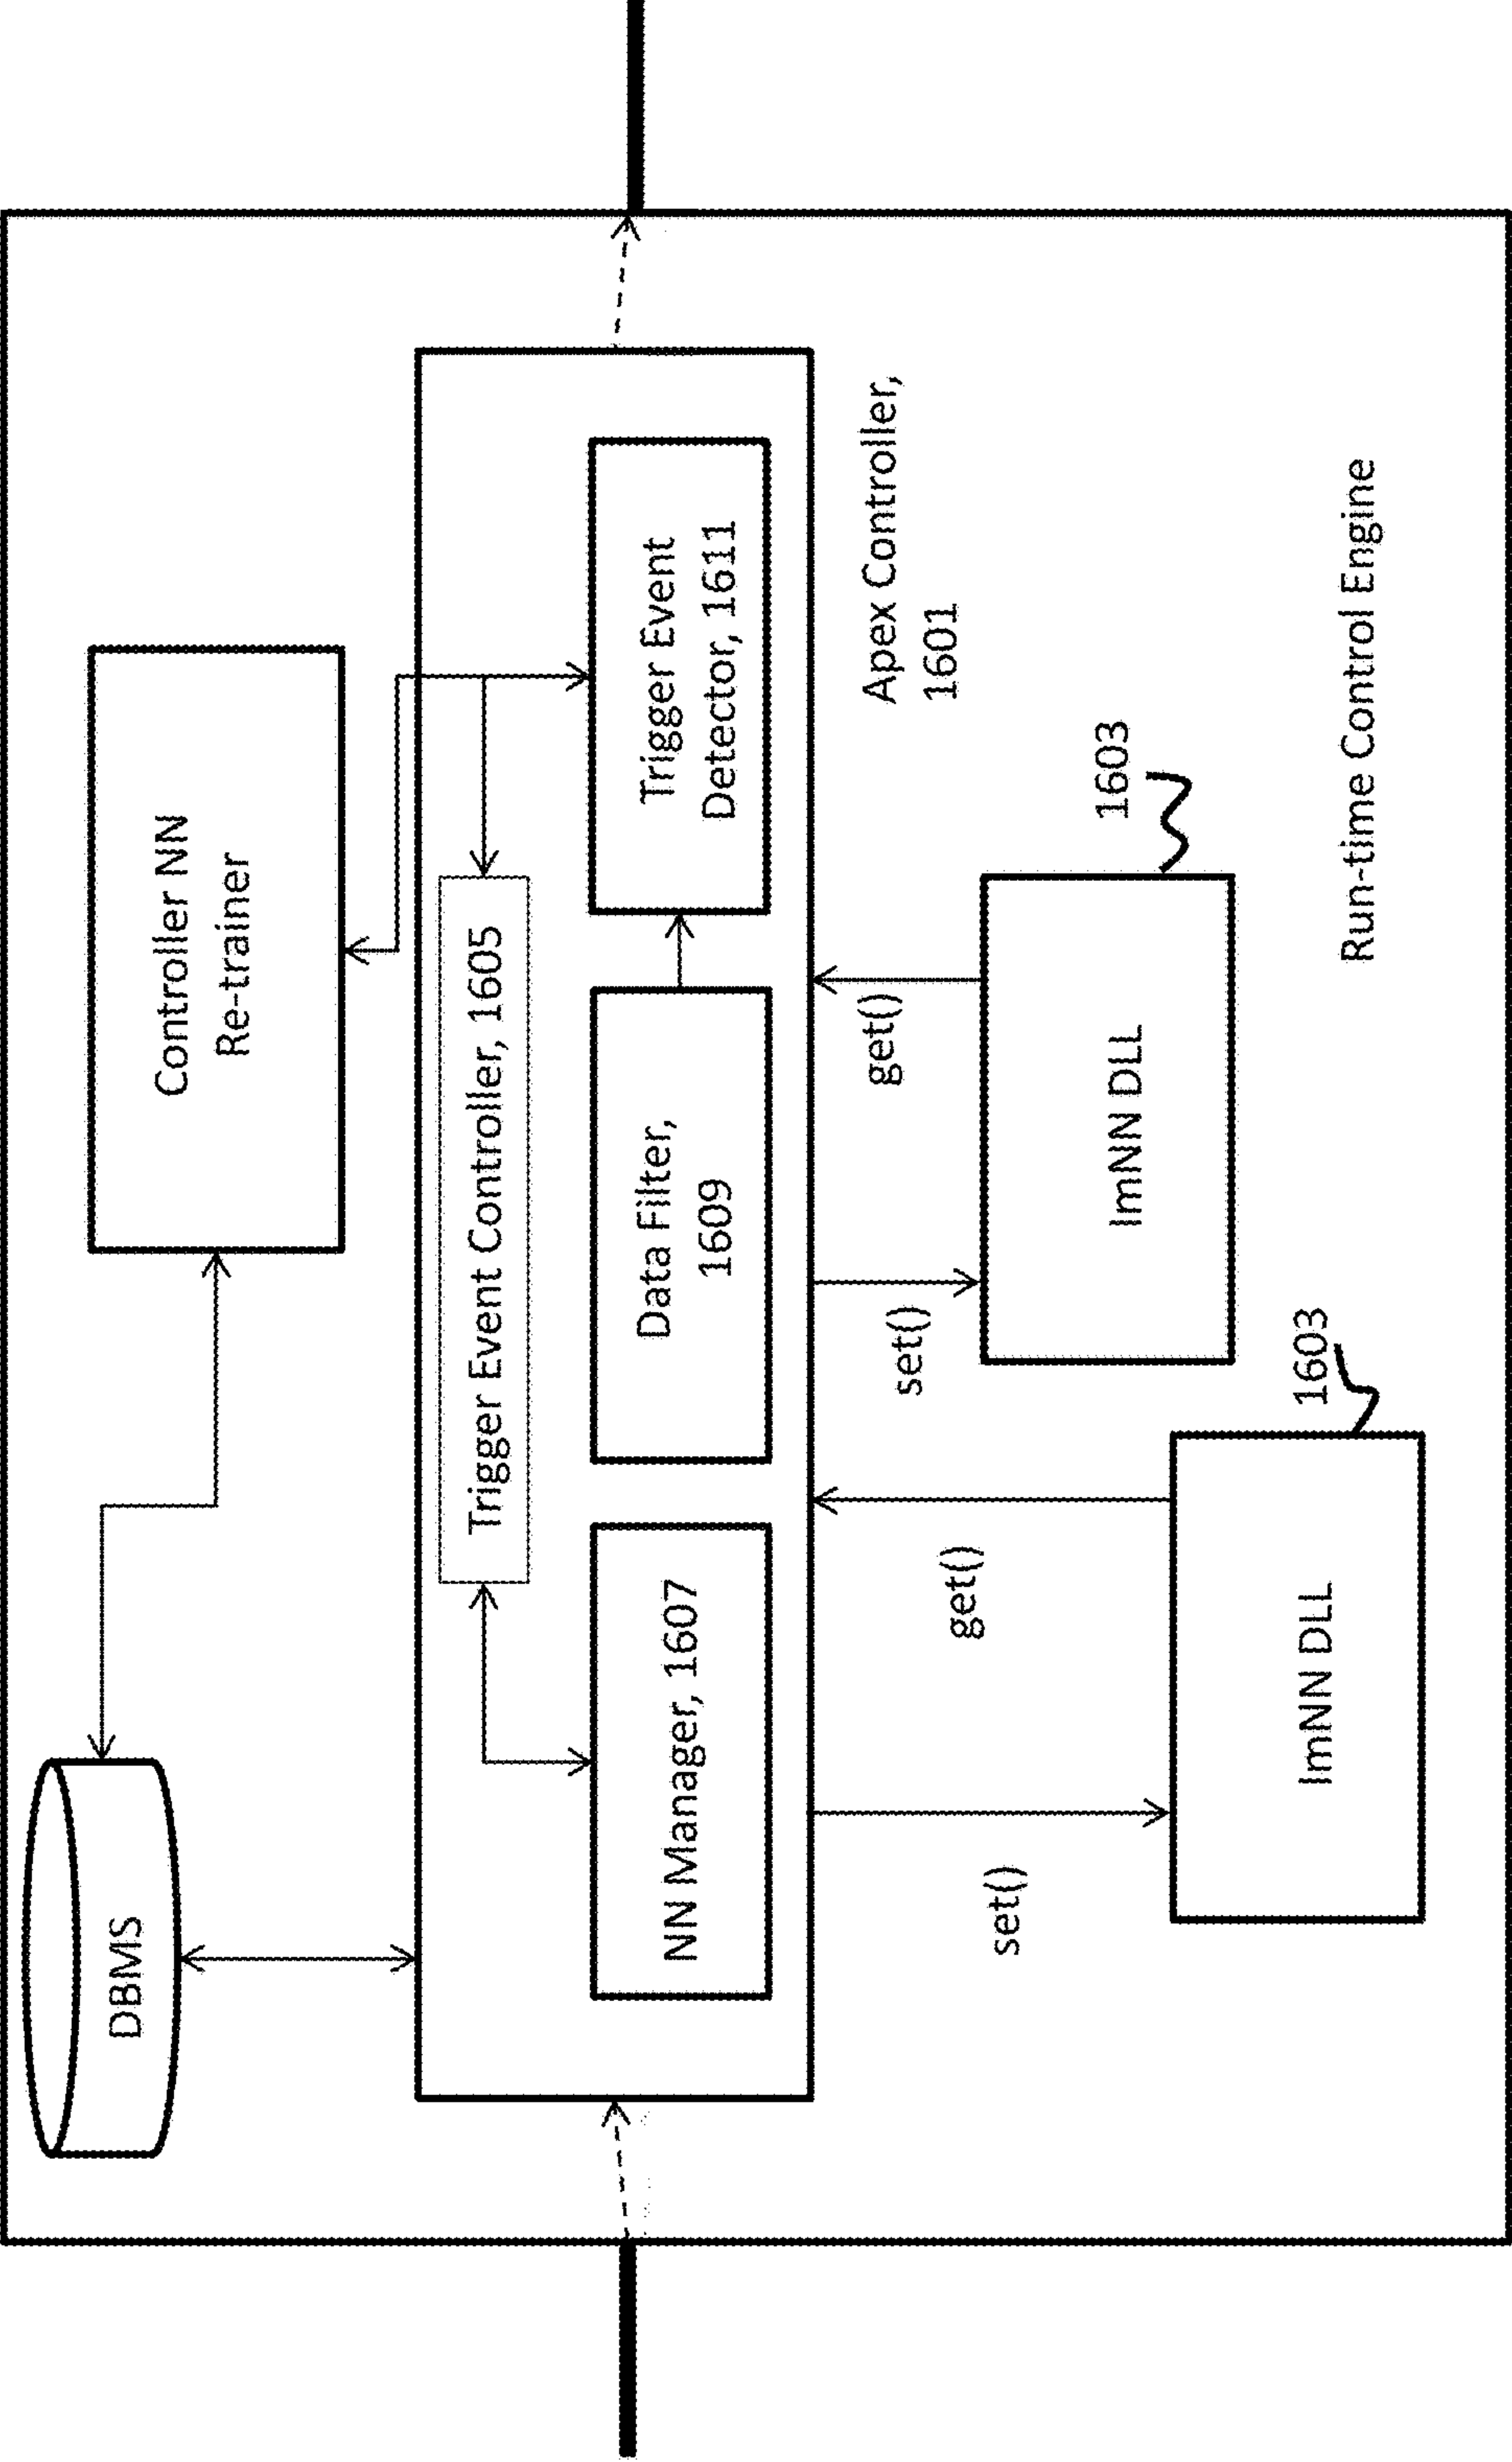 DBMS
Controller NN
Re-trainer
Trigger Event Controller, 1605
NN Manager, 1607
Data Filter,
1609
Trigger Event
Detector, 1611
Apex Controller,
1601
set()
get()
set()
get()
ImNN DLL
1603
ImNN DLL
1603
Run-time Control Engine